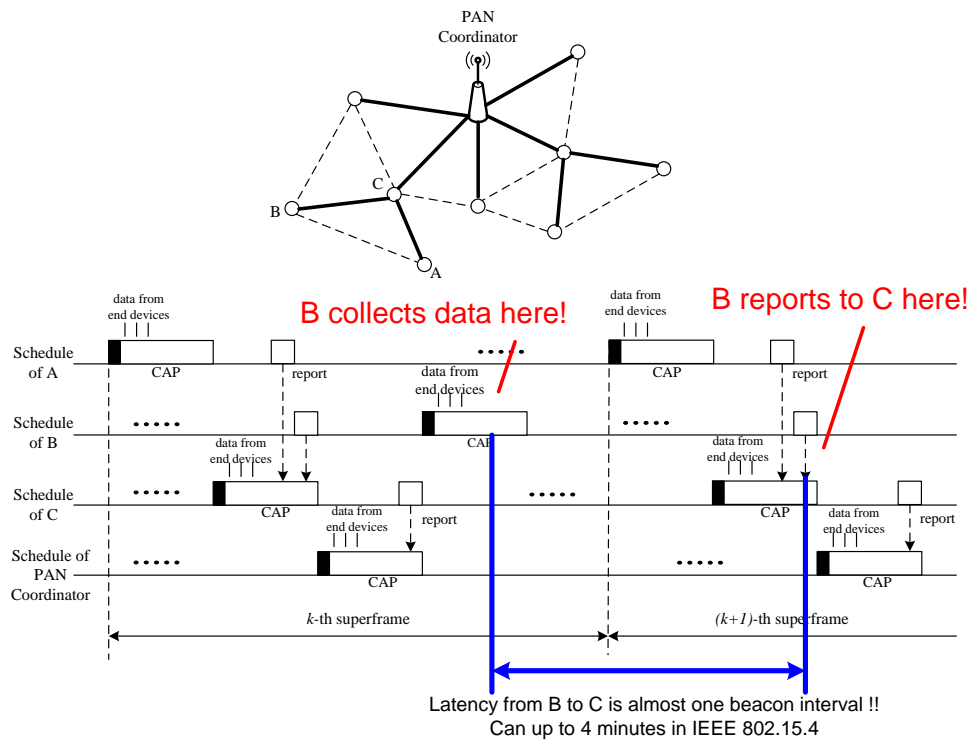 PAN
Coordinator
C
B
A
B collects data here!
B reports to C here!
data from
end devices
data from
end devices
Schedule
of A
CAP
report
CAP
report
data from
end devices
Schedule
of B
CAP
data from
end devices
data from
end devices
Schedule
of C
CAP
report
CAP
report
data from
end devices
data from
end devices
Schedule of
PAN
Coordinator
CAP
CAP
k-th superframe
(k+1)-th superframe
Latency from B to C is almost one beacon interval !!
Can up to 4 minutes in IEEE 802.15.4